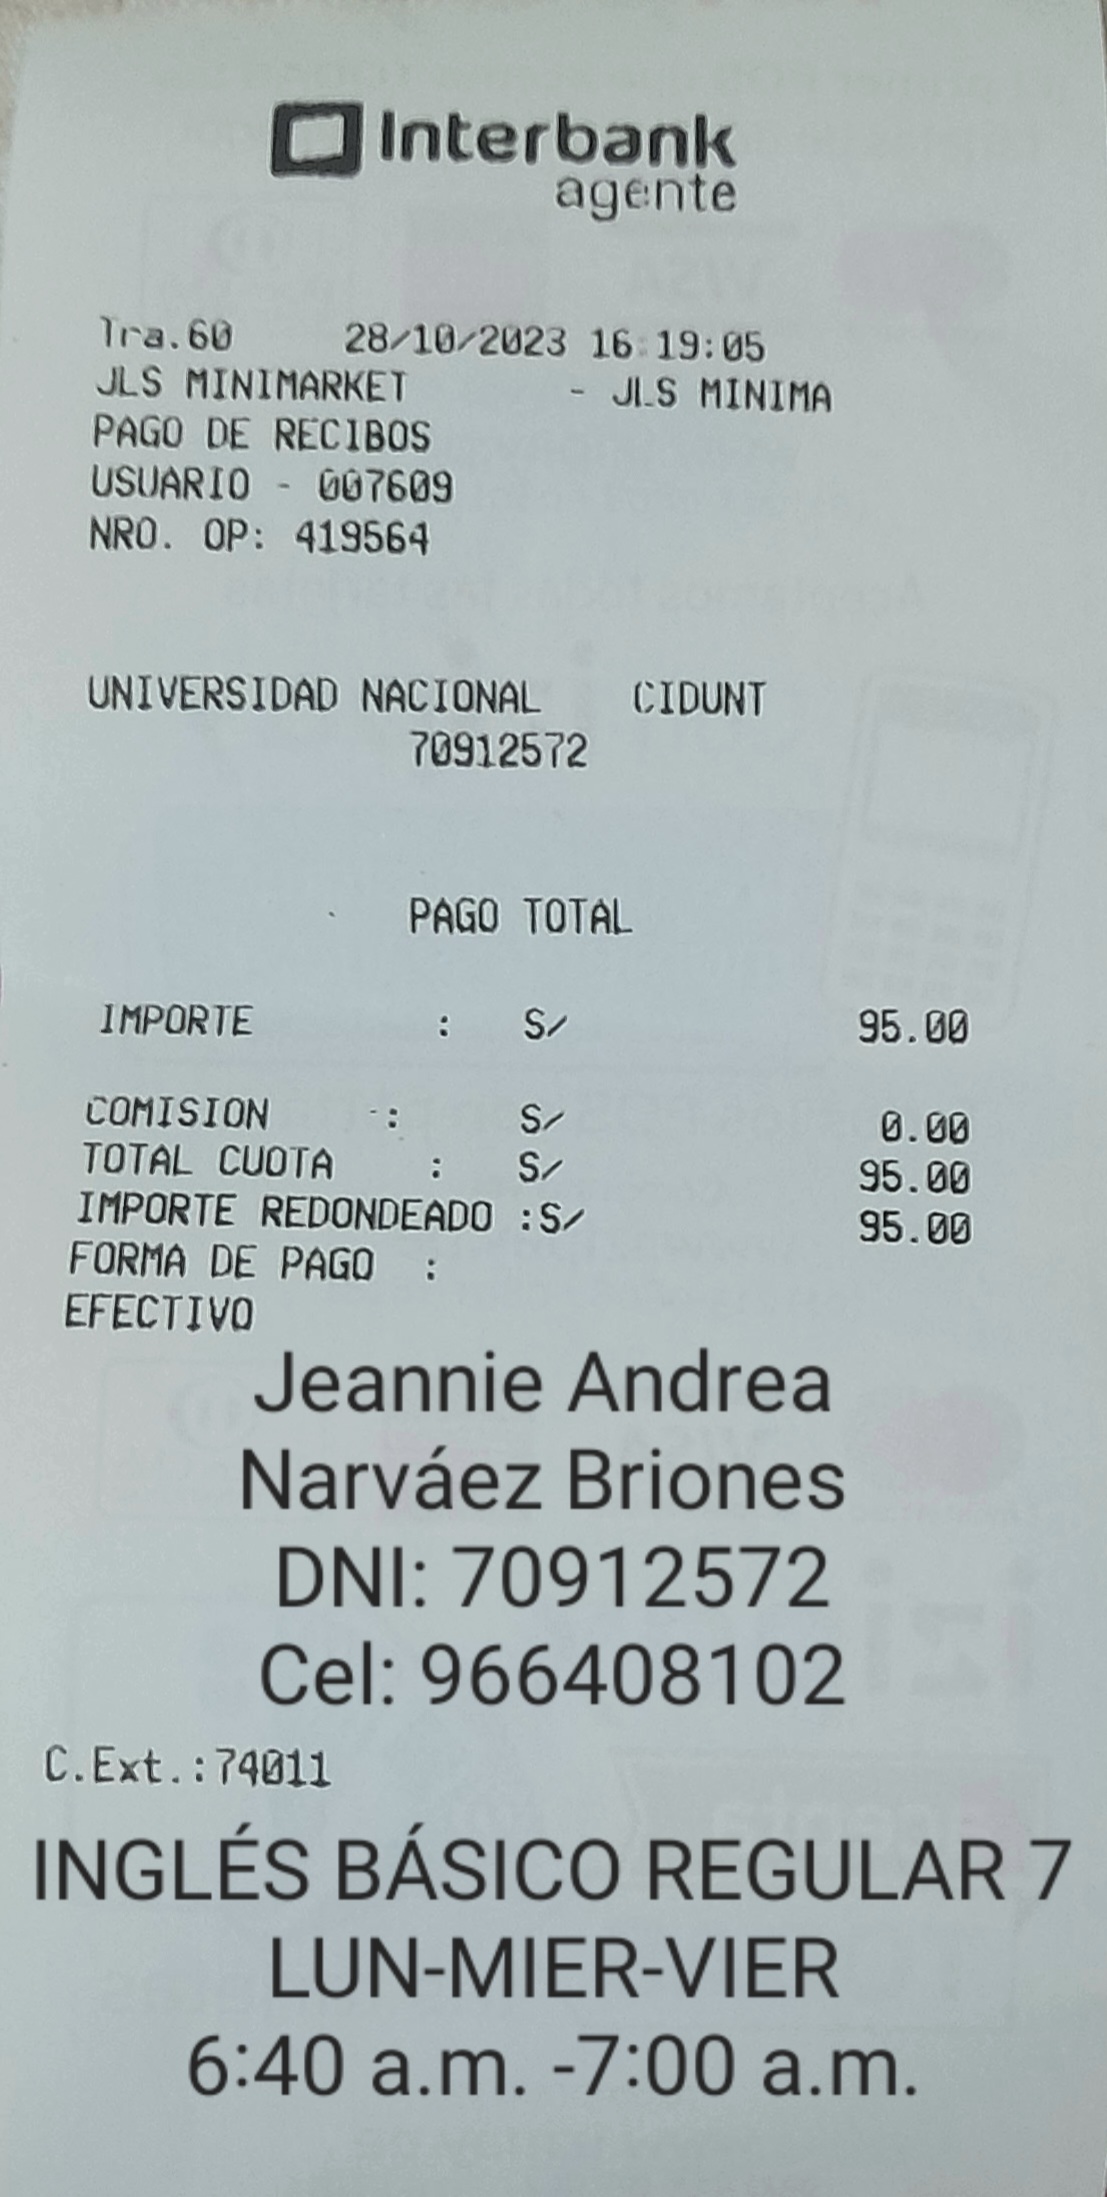 Interbank
agente
Tra.60 28/10/2023 16:19:05
JLS MINIMARKET - JLS MINIMA
PAGO DE RECIBOS
USUARIO - 007609
NRO. OP: 419564
UNIVERSIDAD NACIONAL CIDUNT
70912572
PAGO TOTAL
IMPORTE : S/ 95.00
COMISION : S/ 0.00
TOTAL CUOTA : S/ 95.00
IMPORTE REDONDEADO :S/ 95.00
FORMA DE PAGO :
EFECTIVO
Jeannie Andrea
Narváez Briones
DNI: 70912572
Cel: 966408102
C.Ext.:74011
INGLÉS BÁSICO REGULAR 7
LUN-MIER-VIER
6:40 a.m. -7:00 a.m.